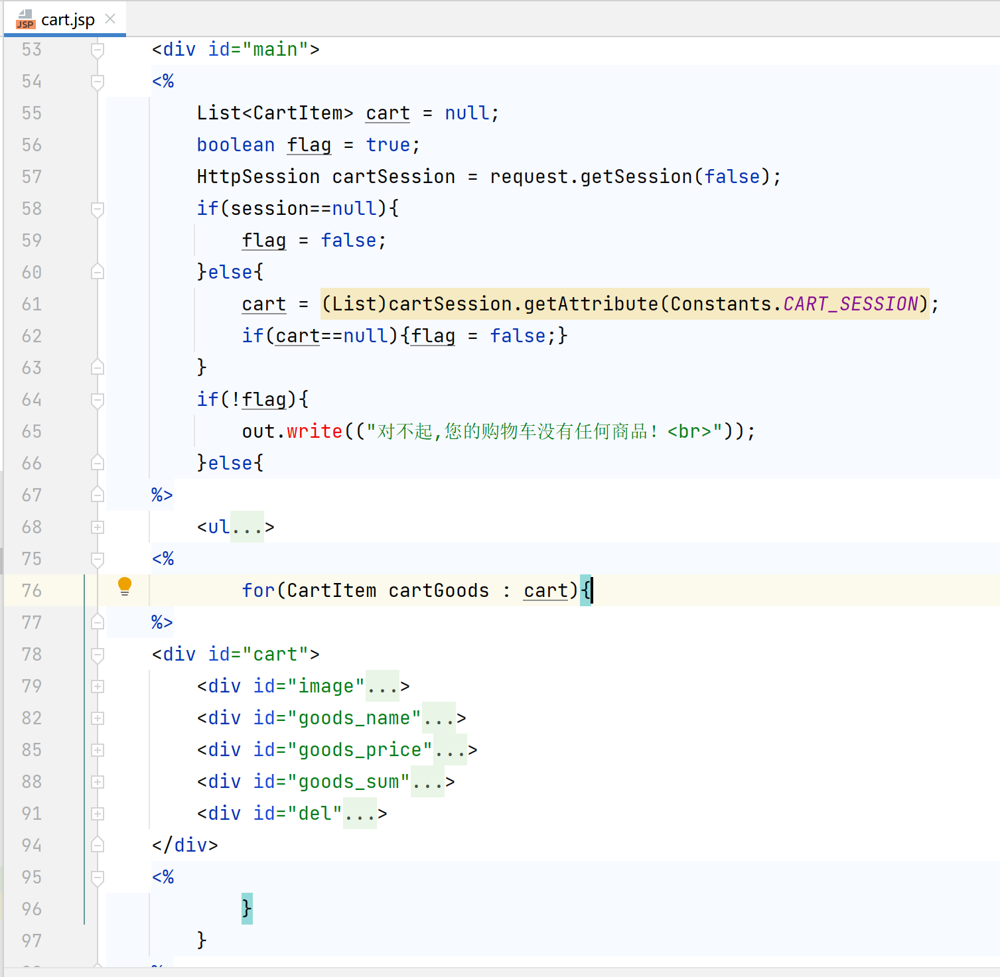 JSP cart.jsp
53 <div id="main">
54 <%
55 List<CartItem> cart = null;
56 boolean flag = true;
57 HttpSession cartSession = request.getSession(false);
58 if(session==null){
59 flag = false;
60 }else{
61 cart = (List)cartSession.getAttribute(Constants.CART_SESSION);
62 if(cart==null){flag = false;}
63 }
64 if(!flag){
65 out.write(("对不起,您的购物车没有任何商品! <br>"));
66 }else{
67 %>
68 <ul...>
75 <%
76 for(CartItem cartGoods : cart){
77 %>
78 <div id="cart">
79 <div id="image"...>
82 <div id="goods_name"...>
85 <div id="goods_price"...>
88 <div id="goods_sum"...>
91 <div id="del"...>
94 </div>
95 <%
96 }
97 }